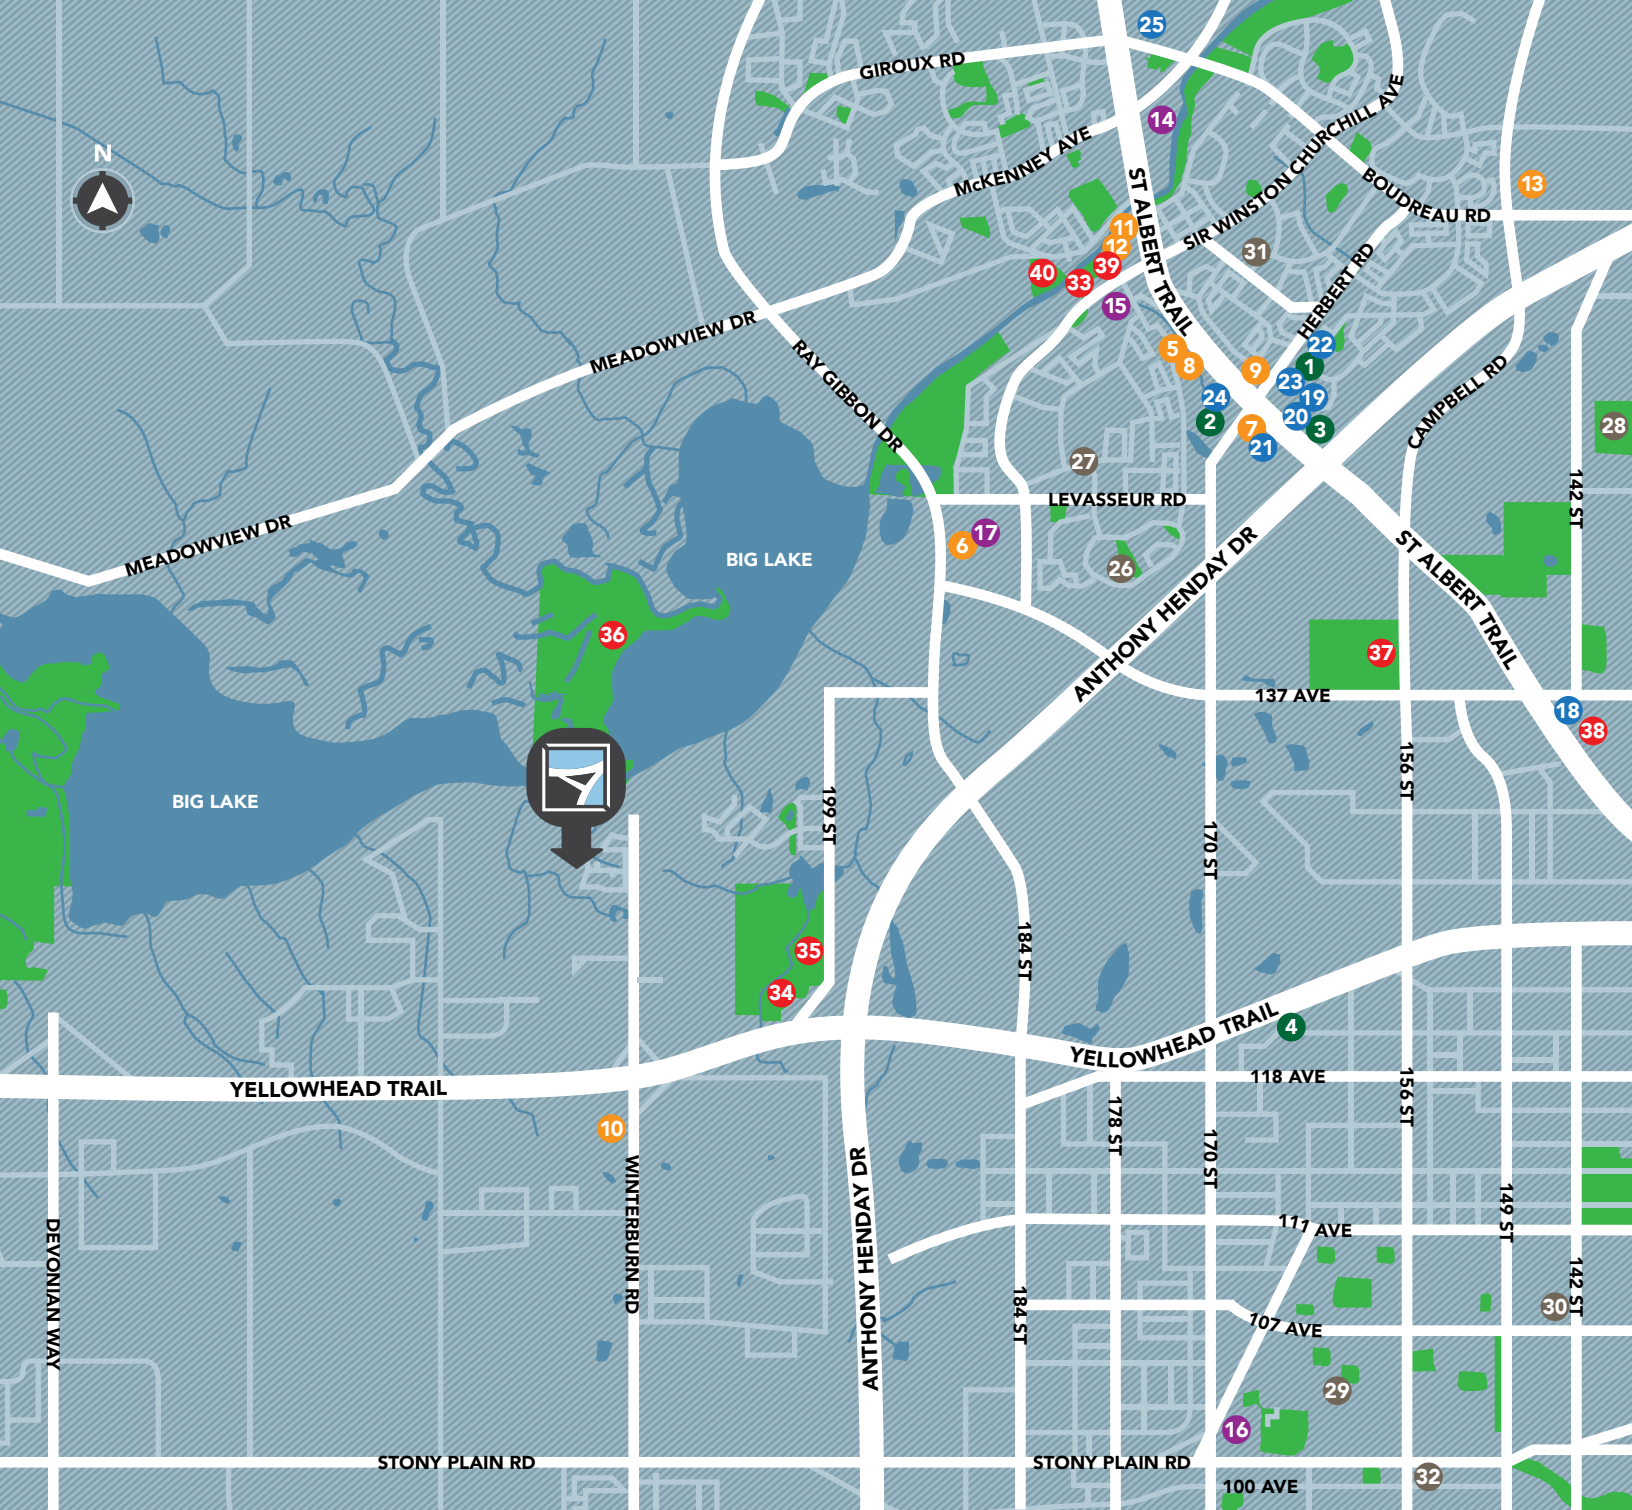 25
GIROUX RD
14
McKENNEY AVE
SIR WINSTON CHURCHILL AVE
N
ST ALBERT TRAIL
BOUDREAU RD
13
11
12
31
39
40
33
15
HERBERT RD
MEADOWVIEW DR
RAY GIBBON DR
5
8
22
9
1
23
24
19
20
2
7
3
21
CAMPBELL RD
28
27
142 ST
LEVASSEUR RD
MEADOWVIEW DR
17
6
BIG LAKE
26
ANTHONY HENDAY DR
ST ALBERT TRAIL
36
37
137 AVE
18
38
156 ST
BIG LAKE
199 ST
170 ST
35
184 ST
34
YELLOWHEAD TRAIL
4
118 AVE
YELLOWHEAD TRAIL
156 ST
178 ST
10
170 ST
WINTERBURN RD
ANTHONY HENDAY DR
149 ST
DEVONIAN WAY
111 AVE
142 ST
184 ST
30
107 AVE
29
16
STONY PLAIN RD
STONY PLAIN RD
32
100 AVE